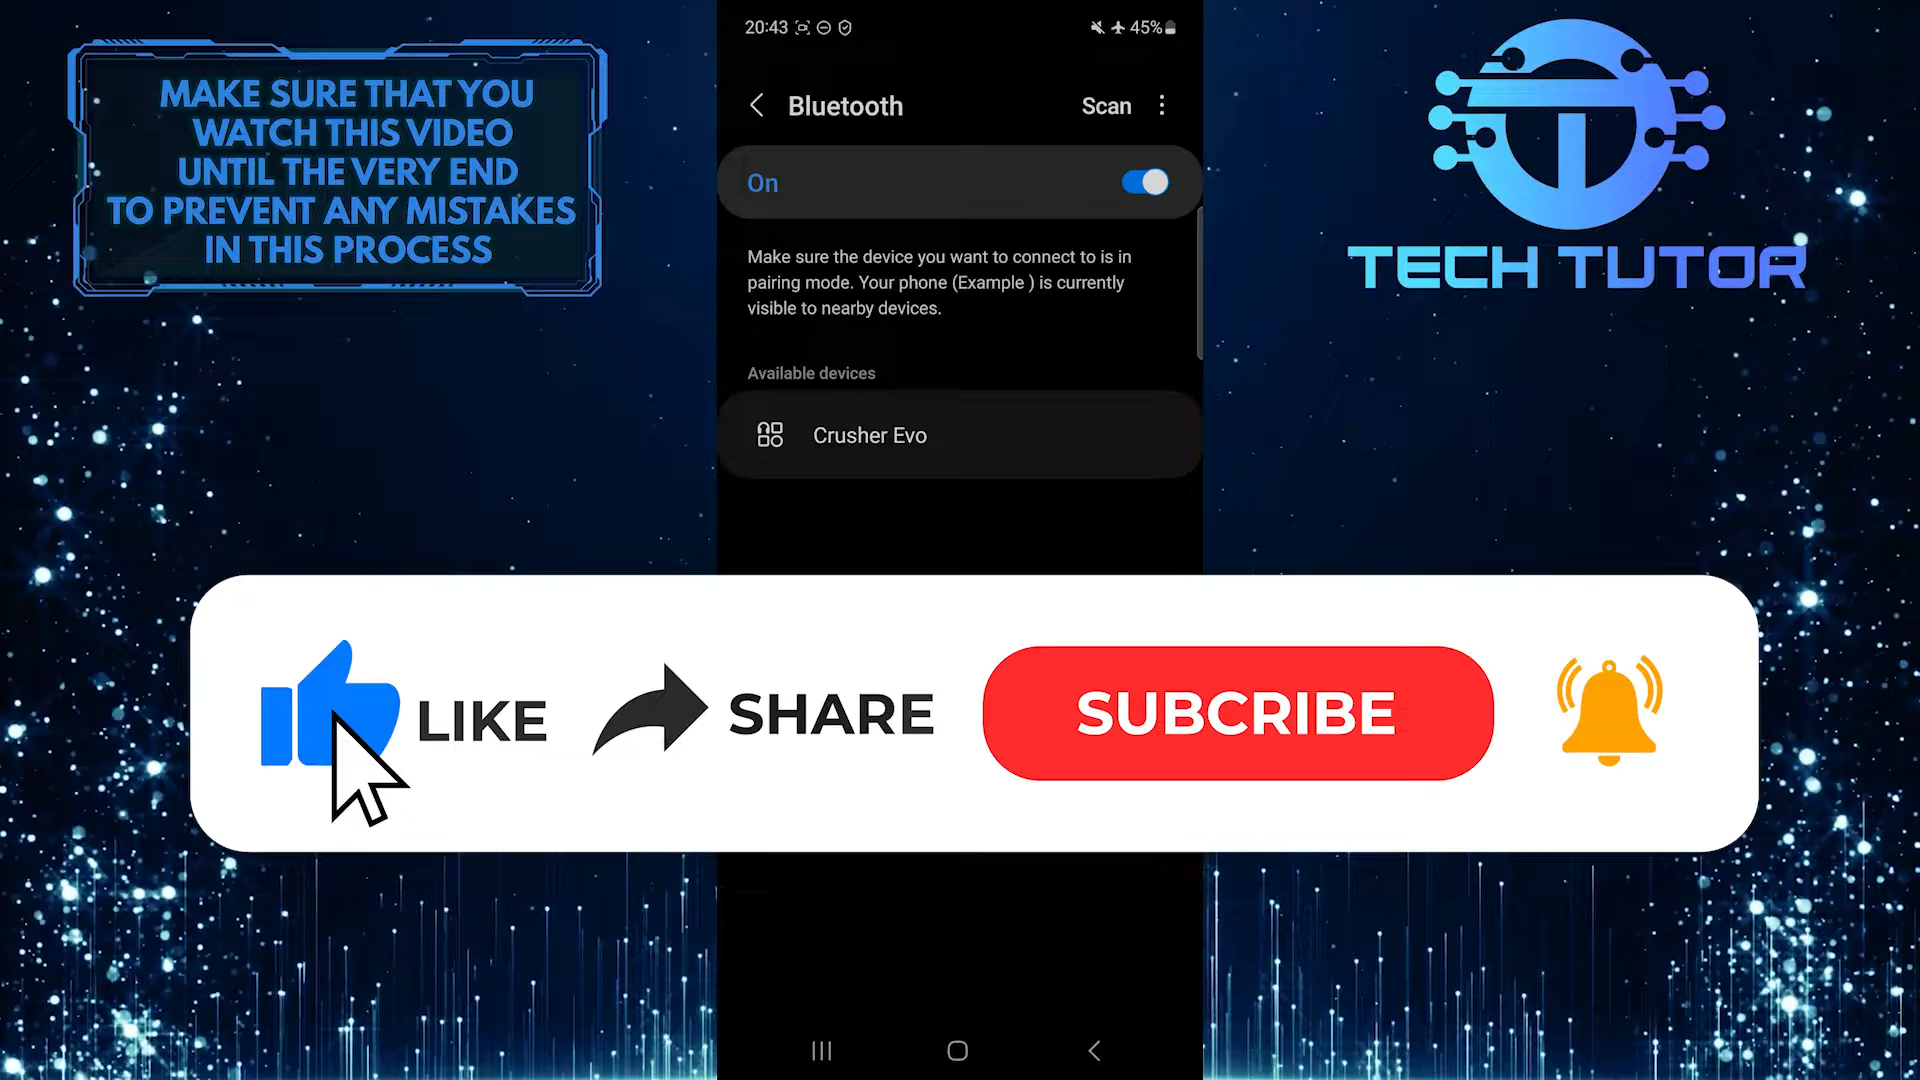 MAKE SURE THAT YOU
WATCH THIS VIDEO
UNTIL THE VERY END
TO PREVENT ANY MISTAKES
IN THIS PROCESS
20:43
45%
Bluetooth
Scan
On
Make sure the device you want to connect to is in
pairing mode. Your phone (Example ) is currently
visible to nearby devices.
Available devices
Crusher Evo
TECH TUTOR
LIKE
SHARE
SUBCRIBE